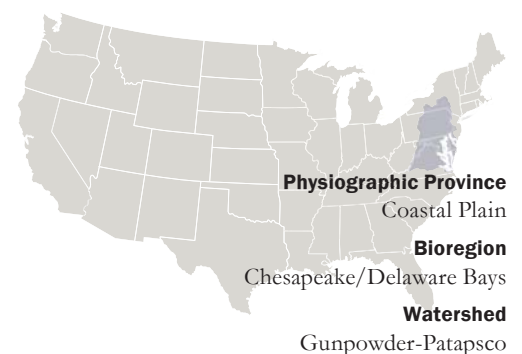 Physiographic Province
Coastal Plain
Bioregion
Chesapeake/Delaware Bays
Watershed
Gunpowder-Patapsco